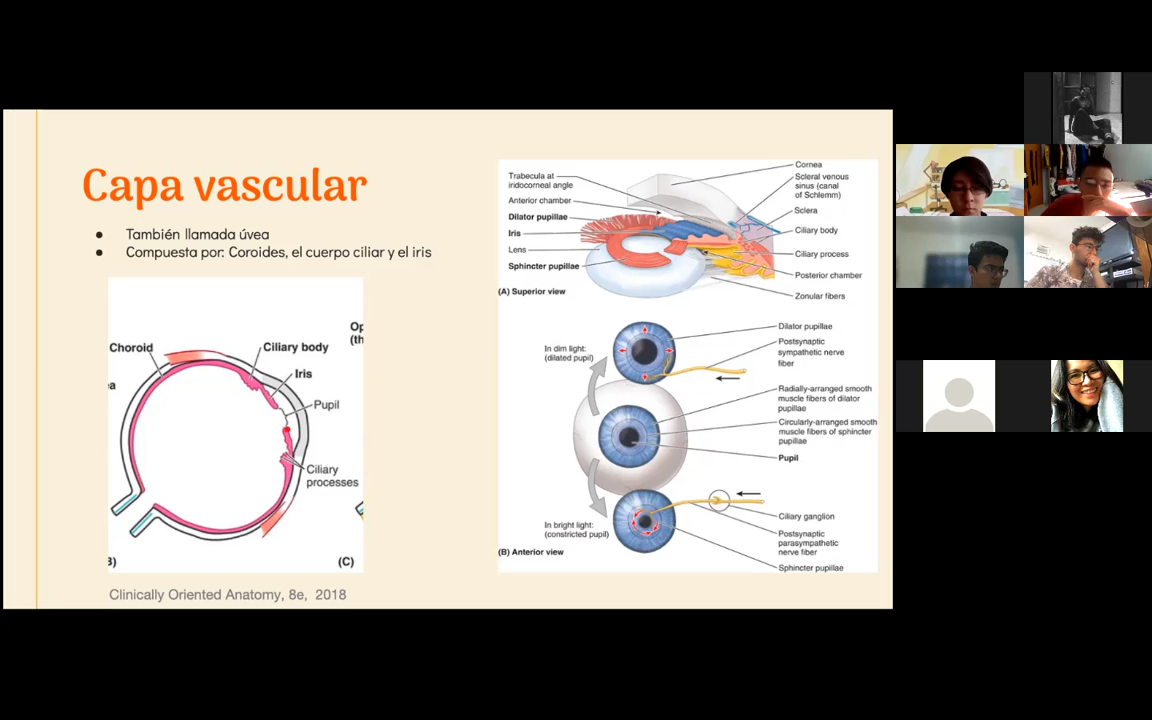 Capa vascular
● También llamada úvea
● Compuesta por: Coroides, el cuerpo ciliar y el iris
Choroid
Ciliary body
Iris
Pupil
Ciliary
processes
Op
(th
a
B)
(C)
Clinically Oriented Anatomy, 8e, 2018
Trabecula at
iridocorneal angle
Anterior chamber
Dilator pupillae
Iris
Lens
Sphincter pupillae
(A) Superior view
Cornea
Scleral venous
sinus (canal
of Schlemm)
Sclera
Ciliary body
Ciliary process
Posterior chamber
Zonular fibers
In dim light:
(dilated pupil)
Dilator pupillae
Postsynaptic
sympathetic nerve
fiber
Radially-arranged smooth
muscle fibers of dilator
pupillae
Circularly-arranged smooth
muscle fibers of sphincter
pupillae
Pupil
In bright light:
(constricted pupil)
(B) Anterior view
Ciliary ganglion
Postsynaptic
parasympathetic
nerve fiber
Sphincter pupillae